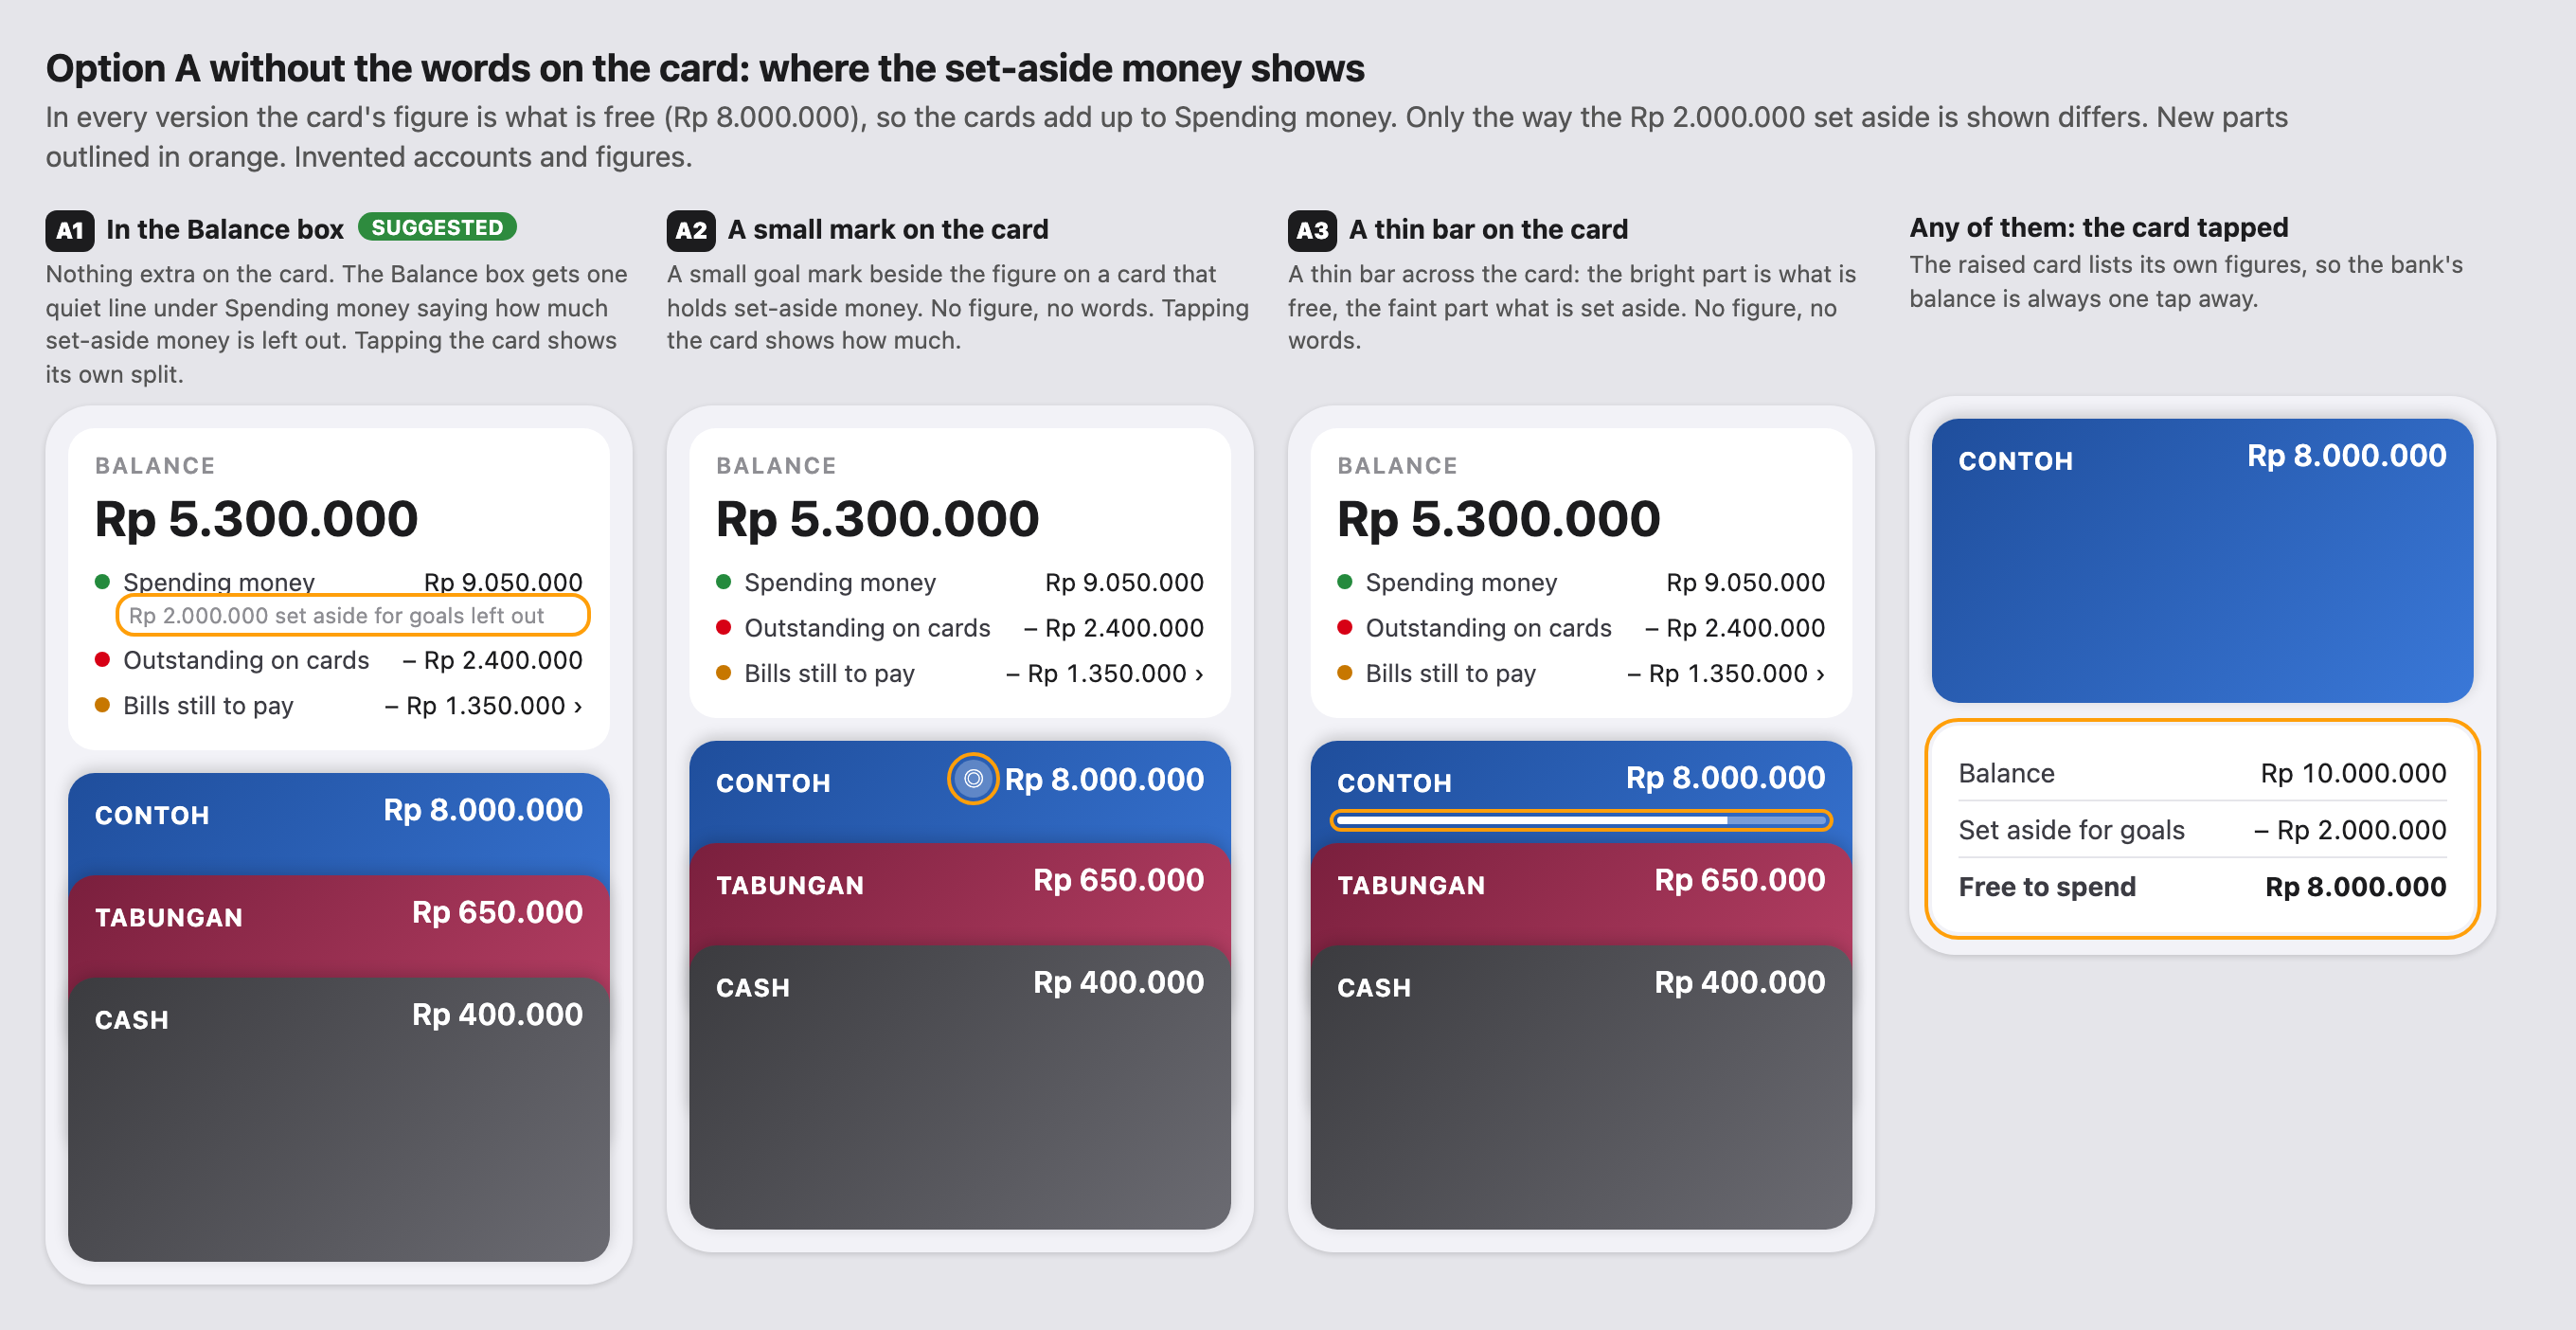 Option A without the words on the card: where the set-aside money shows
In every version the card's figure is what is free (Rp 8.000.000), so the cards add up to Spending money. Only the way the Rp 2.000.000 set aside is shown differs. New parts
outlined in orange. Invented accounts and figures.
A1 In the Balance box SUGGESTED
Nothing extra on the card. The Balance box gets one
quiet line under Spending money saying how much
set-aside money is left out. Tapping the card shows
its own split.
BALANCE
Rp 5.300.000
Spending money Rp 9.050.000
Rp 2.000.000 set aside for goals left out
Outstanding on cards – Rp 2.400.000
Bills still to pay – Rp 1.350.000 ›
CONTOH Rp 8.000.000
TABUNGAN Rp 650.000
CASH Rp 400.000
A2 A small mark on the card
A small goal mark beside the figure on a card that
holds set-aside money. No figure, no words. Tapping
the card shows how much.
BALANCE
Rp 5.300.000
Spending money Rp 9.050.000
Outstanding on cards – Rp 2.400.000
Bills still to pay – Rp 1.350.000 ›
CONTOH Rp 8.000.000
TABUNGAN Rp 650.000
CASH Rp 400.000
A3 A thin bar on the card
A thin bar across the card: the bright part is what is
free, the faint part what is set aside. No figure, no
words.
BALANCE
Rp 5.300.000
Spending money Rp 9.050.000
Outstanding on cards – Rp 2.400.000
Bills still to pay – Rp 1.350.000 ›
CONTOH Rp 8.000.000
TABUNGAN Rp 650.000
CASH Rp 400.000
Any of them: the card tapped
The raised card lists its own figures, so the bank's
balance is always one tap away.
CONTOH Rp 8.000.000
Balance Rp 10.000.000
Set aside for goals – Rp 2.000.000
Free to spend Rp 8.000.000